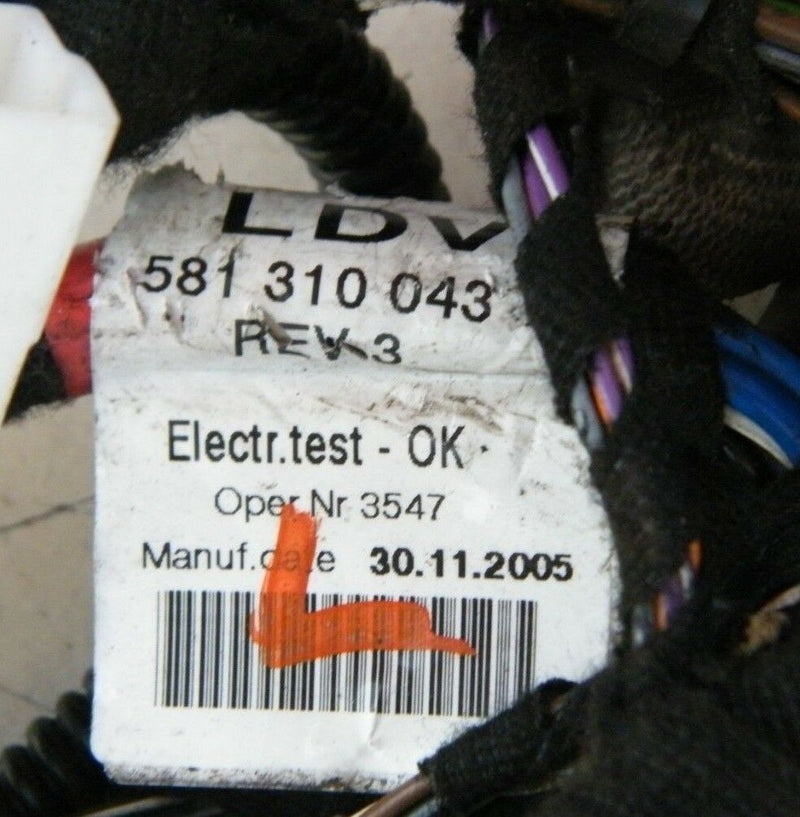 LDV
581 310 043
REV 3
Electr.test - OK
Oper Nr 3547
Manuf.date 30.11.2005
L